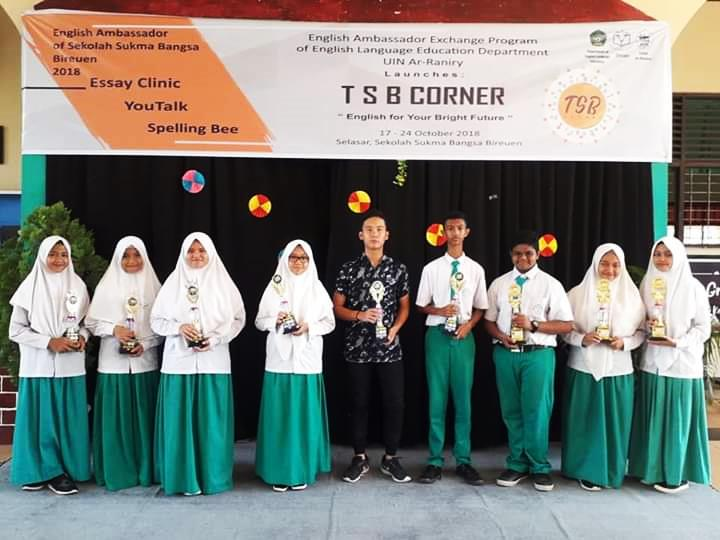 English Ambassador
of Sekolah Sukma Bangsa
Bireuen
2018
Essay Clinic
YouTalk
Spelling Bee
English Ambassador Exchange Program
of English Language Education Department
UIN Ar-Raniry
Launches:
T S B CORNER
" English for Your Bright Future "
17 - 24 October 2018
Selasar, Sekolah Sukma Bangsa Bireuen
TSB